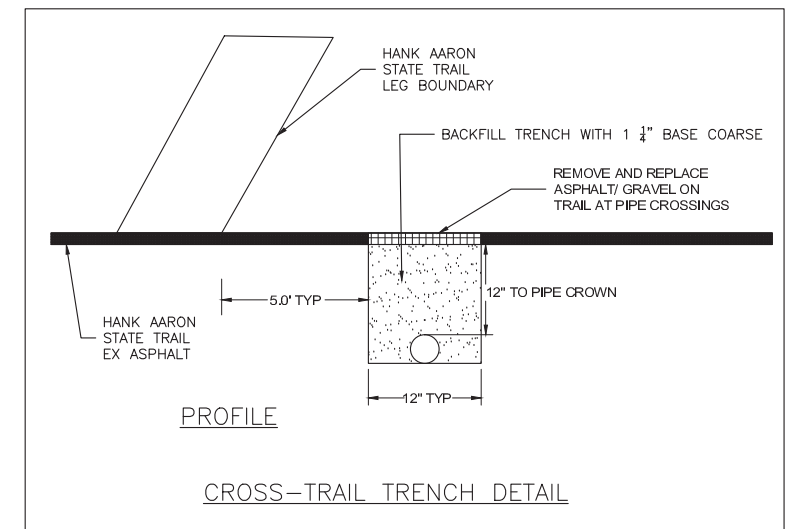 HANK AARON
STATE TRAIL
LEG BOUNDARY
BACKFILL TRENCH WITH 1 1/4" BASE COARSE
REMOVE AND REPLACE
ASPHALT/ GRAVEL ON
TRAIL AT PIPE CROSSINGS
5.0' TYP
12" TO PIPE CROWN
HANK AARON
STATE TRAIL
EX ASPHALT
12" TYP
PROFILE
CROSS-TRAIL TRENCH DETAIL